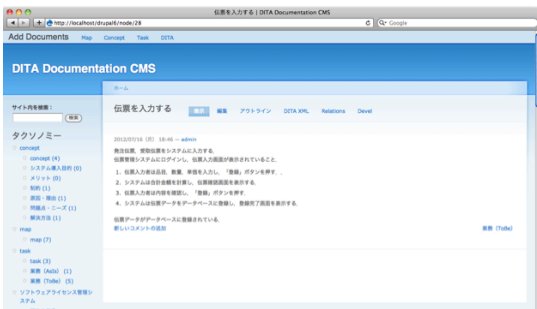 伝票を入力する | DITA Documentation CMS
http://localhost/drupal6/node/28
Google
Add Documents Map Concept Task DITA
DITA Documentation CMS
ホーム
サイト内を検索：
検索
タクソノミー
concept
concept (4)
システム導入目的 (0)
メリット (0)
制約 (1)
原因・理由 (1)
問題点・ニーズ (1)
解決方法 (1)
map
map (7)
task
task (3)
業務（AsIs） (1)
業務（ToBe） (5)
ソフトウェアライセンス管理システム
伝票を入力する 表示 編集 アウトライン DITA XML Relations Devel
2012/07/16 (月) 18:46 — admin
発注伝票、受取伝票をシステムに入力する.
伝票管理システムにログインし、伝票入力画面が表示されていること.
1. 伝票入力者は品目、数量、単価を入力し、「登録」ボタンを押す．.
2. システムは合計金額を計算し、伝票確認画面を表示する.
3. 伝票入力者は内容を確認し、「登録」ボタンを押す.
4. システムは伝票データをデータベースに登録し、登録完了画面を表示する.
伝票データがデータベースに登録されている.
新しいコメントの追加 業務（ToBe）